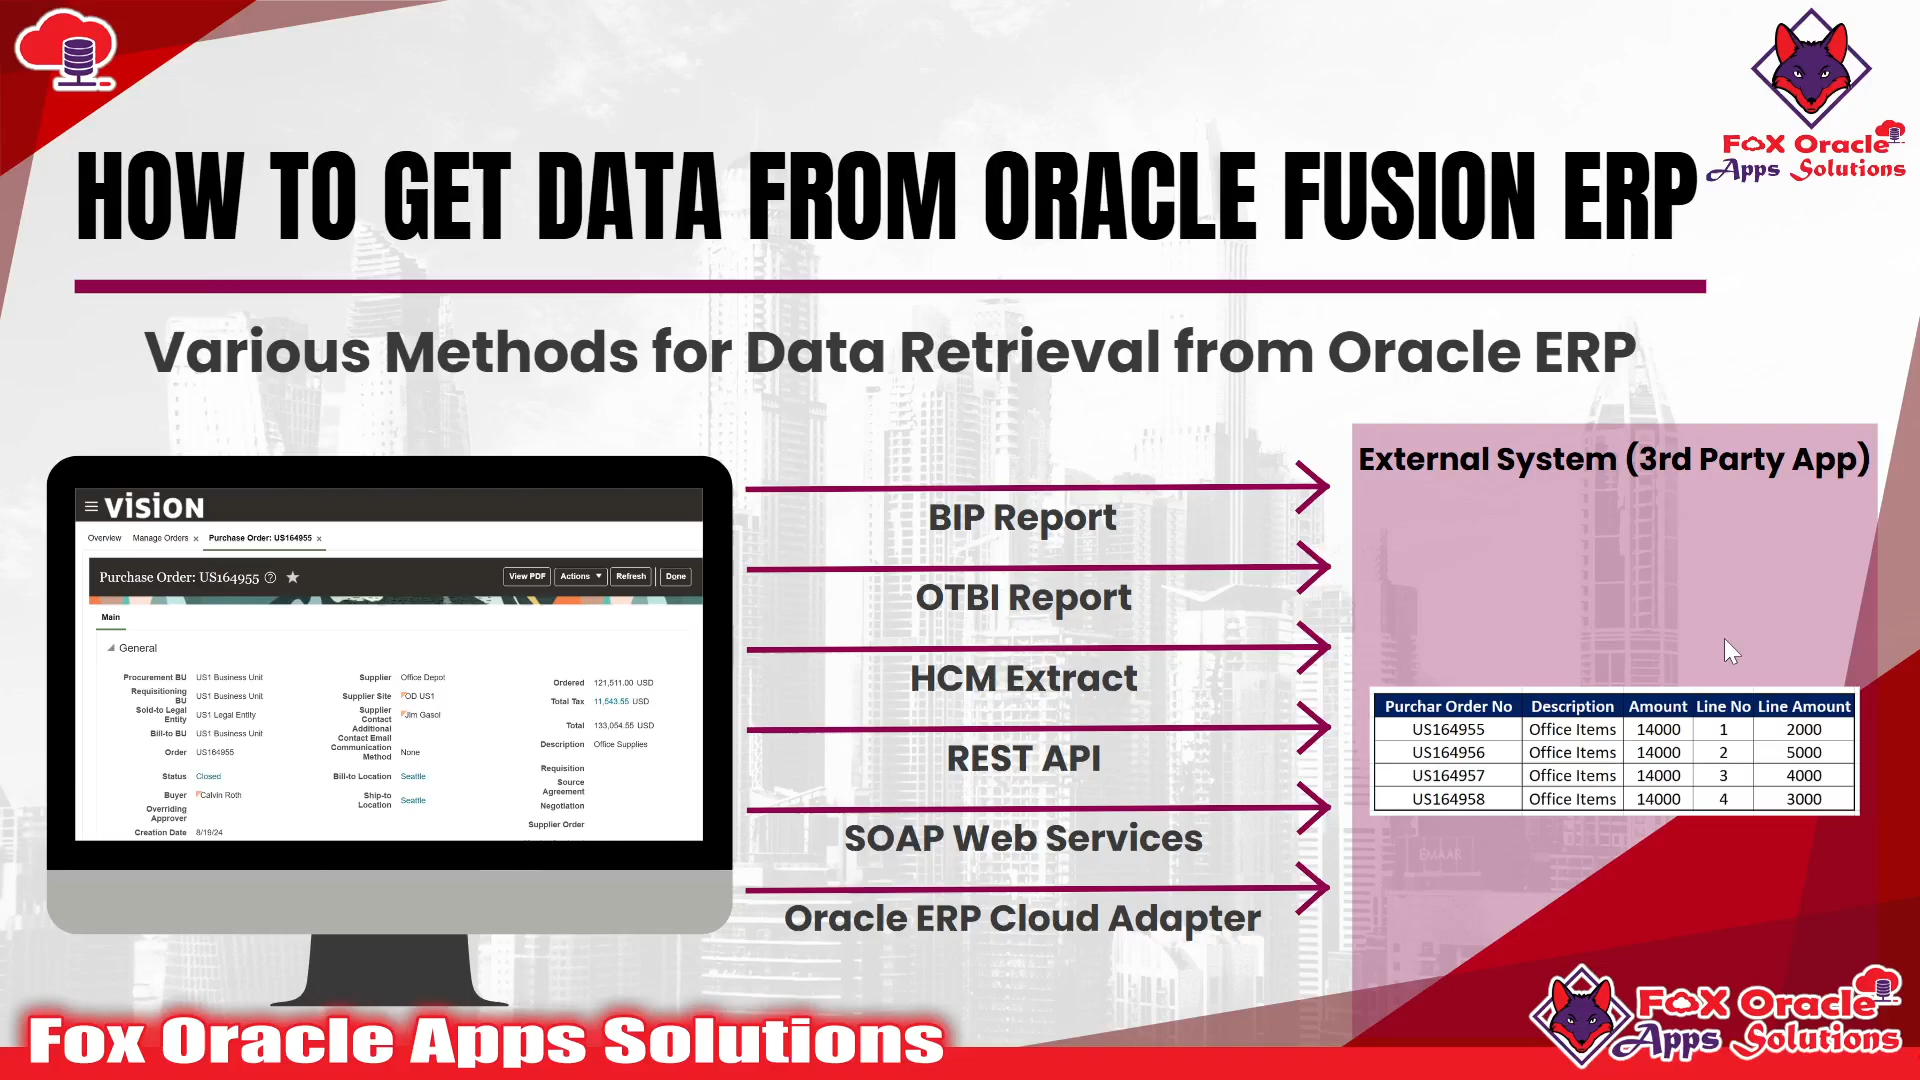 FoX Oracle
Apps Solutions
HOW TO GET DATA FROM ORACLE FUSION ERP
Various Methods for Data Retrieval from Oracle ERP
vision
Overview Manage Orders × Purchase Order: US164955 ×
Purchase Order: US164955
View PDF Actions Refresh Done
Main
General
Procurement BU US1 Business Unit
Requisitioning BU US1 Business Unit
Sold-to Legal Entity US1 Legal Entity
Bill-to BU US1 Business Unit
Order US164955
Status Closed
Buyer Calvin Roth
Overriding Approver
Creation Date 8/19/24
Supplier Office Depot
Supplier Site OD US1
Supplier Contact Jim Gasol
Additional Contact Email
Communication Method None
Bill-to Location Seattle
Ship-to Location Seattle
Ordered 121,511.00 USD
Total Tax 11,543.55 USD
Total 133,054.55 USD
Description Office Supplies
Requisition
Source Agreement
Negotiation
Supplier Order
BIP Report
OTBI Report
HCM Extract
REST API
SOAP Web Services
Oracle ERP Cloud Adapter
External System (3rd Party App)
Purchar Order No Description Amount Line No Line Amount
US164955 Office Items 14000 1 2000
US164956 Office Items 14000 2 5000
US164957 Office Items 14000 3 4000
US164958 Office Items 14000 4 3000
EMAAR
Fox Oracle Apps Solutions
FoX Oracle
Apps Solutions